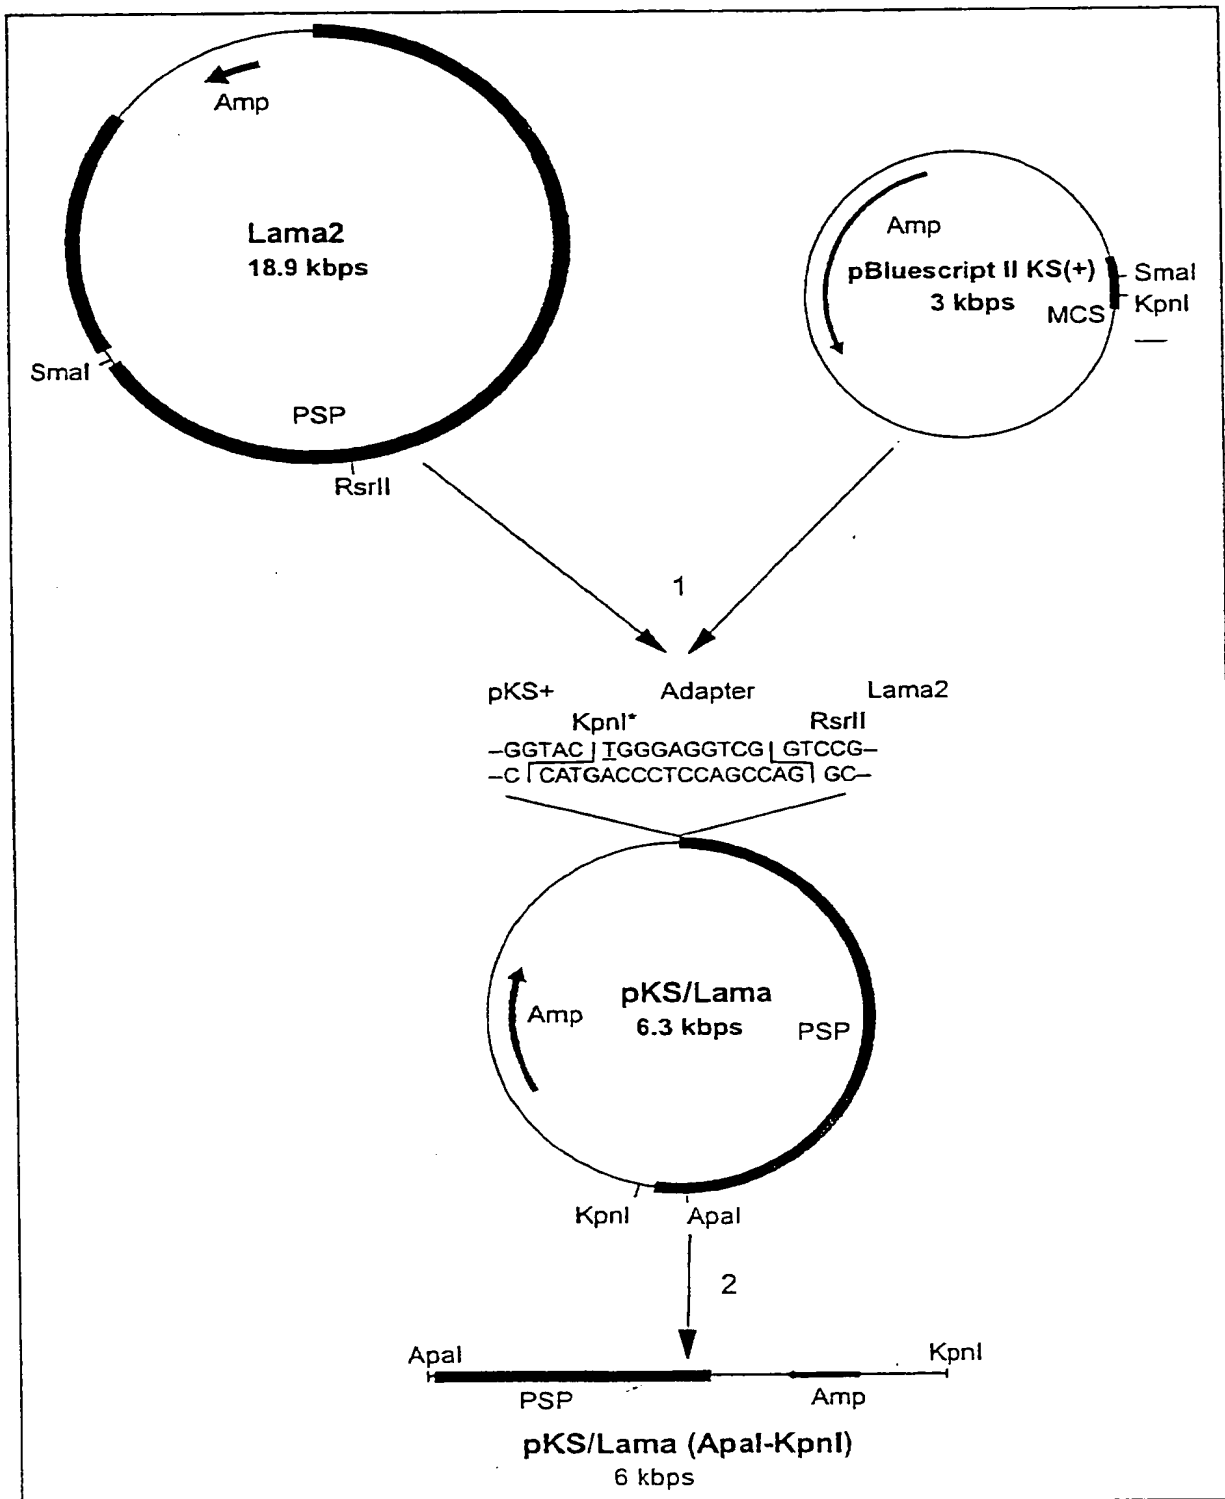 Amp
Lama2
18.9 kbps
SmaI
PSP
RsrII
Amp
pBluescript II KS(+)
3 kbps
SmaI
KpnI
MCS
1
pKS+ Adapter Lama2
KpnI* RsrII
–GGTAC TGGGAGGTCG GTCCG–
–C CATGACCCTCCAGCCAG GC–
Amp
pKS/Lama
6.3 kbps
PSP
KpnI
ApaI
2
ApaI KpnI
PSP Amp
pKS/Lama (ApaI-KpnI)
6 kbps